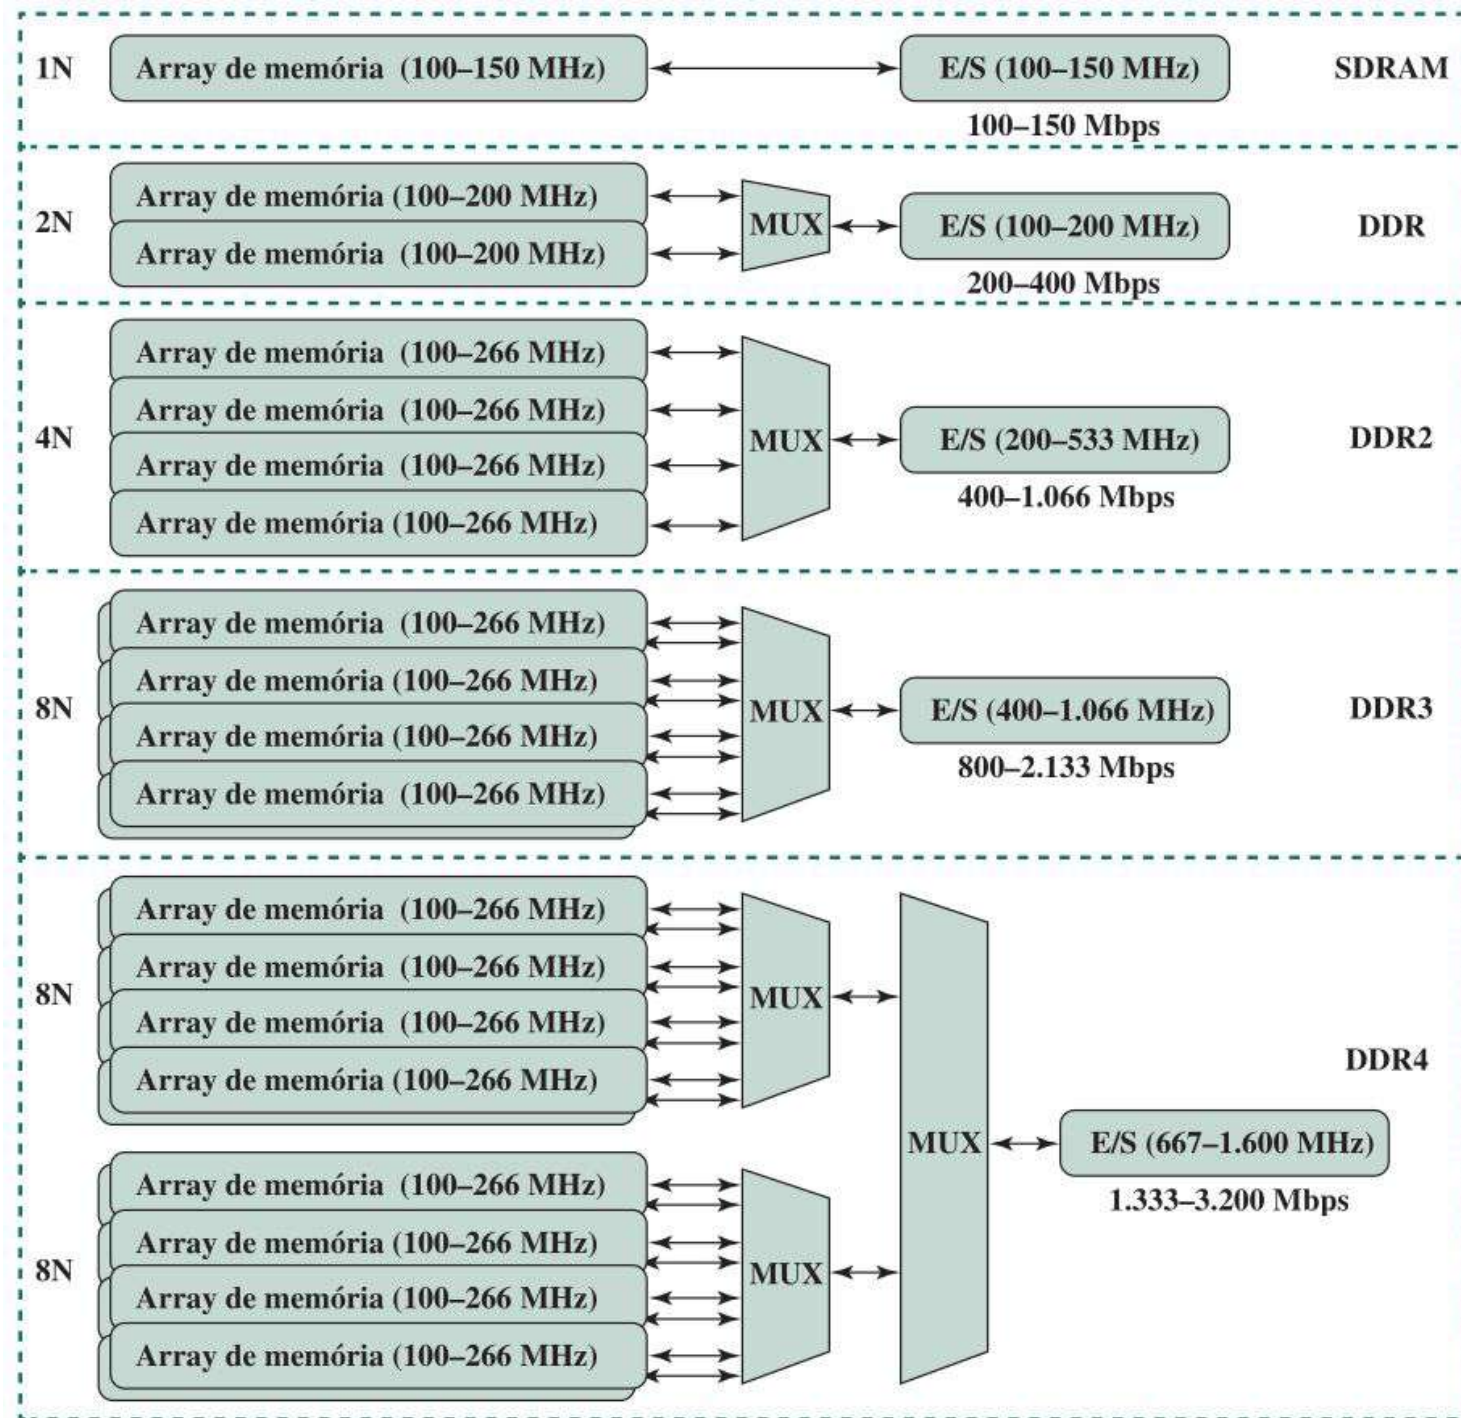 1N Array de memória (100–150 MHz) E/S (100–150 MHz) SDRAM
100–150 Mbps
Array de memória (100–200 MHz)
2N MUX E/S (100–200 MHz) DDR
Array de memória (100–200 MHz)
200–400 Mbps
Array de memória (100–266 MHz)
Array de memória (100–266 MHz)
4N MUX E/S (200–533 MHz) DDR2
Array de memória (100–266 MHz)
400–1.066 Mbps
Array de memória (100–266 MHz)
Array de memória (100–266 MHz)
Array de memória (100–266 MHz)
8N MUX E/S (400–1.066 MHz) DDR3
Array de memória (100–266 MHz)
800–2.133 Mbps
Array de memória (100–266 MHz)
Array de memória (100–266 MHz)
Array de memória (100–266 MHz)
8N MUX
Array de memória (100–266 MHz)
DDR4
Array de memória (100–266 MHz)
MUX E/S (667–1.600 MHz)
Array de memória (100–266 MHz)
1.333–3.200 Mbps
Array de memória (100–266 MHz)
8N MUX
Array de memória (100–266 MHz)
Array de memória (100–266 MHz)